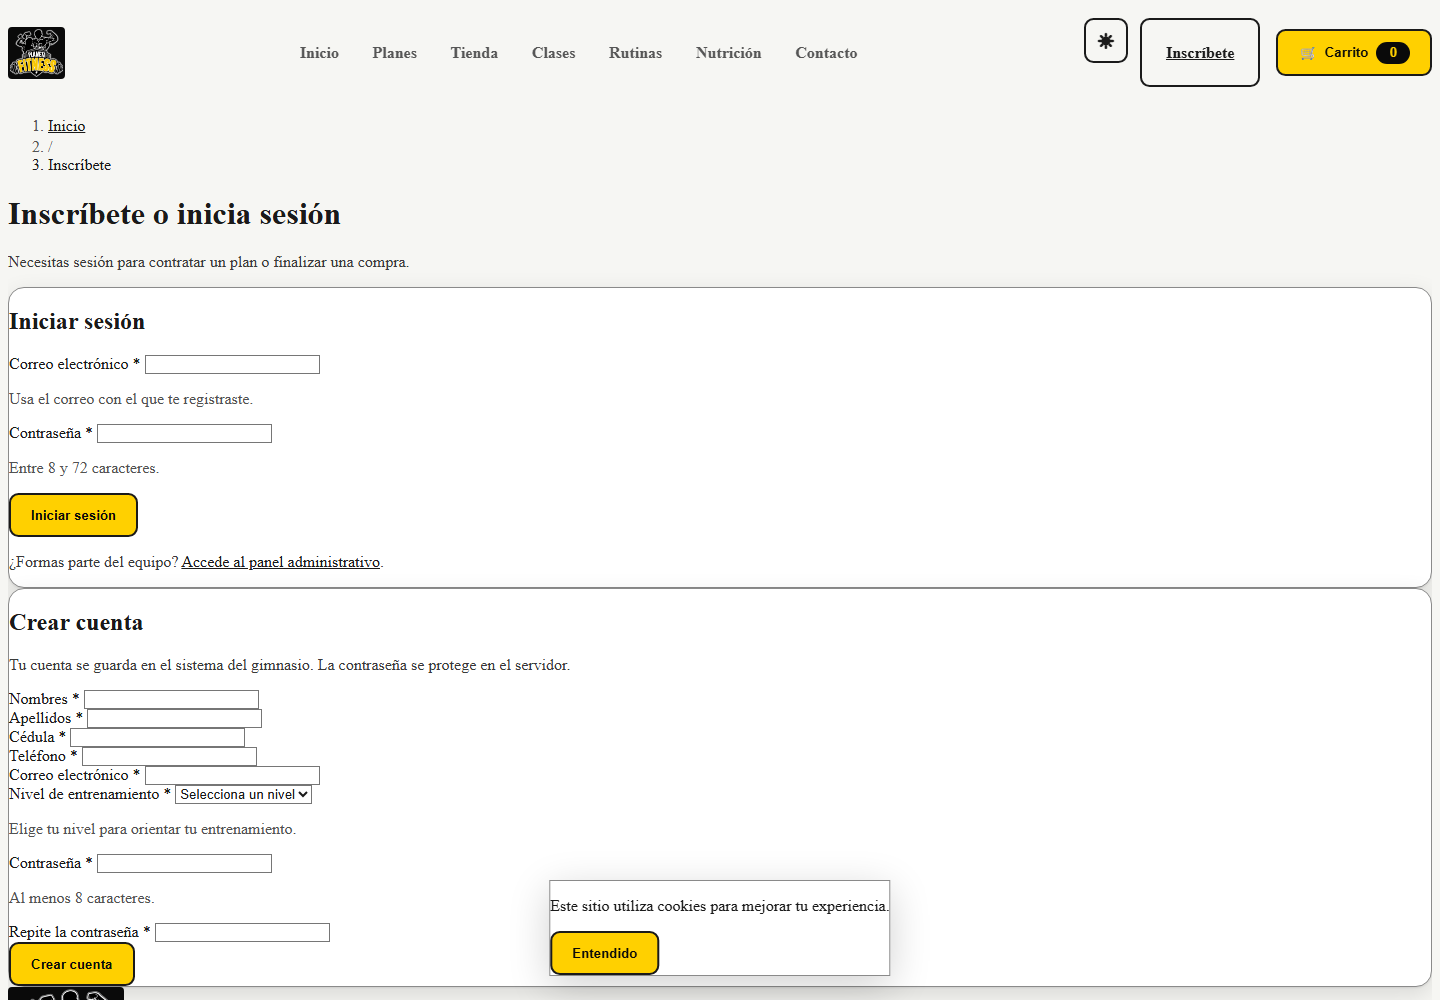 MANER
FITNESS
Inicio Planes Tienda Clases Rutinas Nutrición Contacto
Inscríbete
🛒 Carrito 0
1. Inicio
2. /
3. Inscríbete
Inscríbete o inicia sesión
Necesitas sesión para contratar un plan o finalizar una compra.
Iniciar sesión
Correo electrónico *
Usa el correo con el que te registraste.
Contraseña *
Entre 8 y 72 caracteres.
Iniciar sesión
¿Formas parte del equipo? Accede al panel administrativo.
Crear cuenta
Tu cuenta se guarda en el sistema del gimnasio. La contraseña se protege en el servidor.
Nombres *
Apellidos *
Cédula *
Teléfono *
Correo electrónico *
Nivel de entrenamiento * Selecciona un nivel
Elige tu nivel para orientar tu entrenamiento.
Contraseña *
Al menos 8 caracteres.
Repite la contraseña *
Crear cuenta
Este sitio utiliza cookies para mejorar tu experiencia.
Entendido